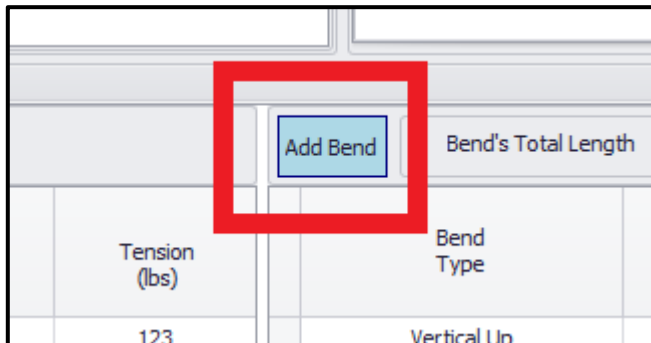 Add Bend
Bend's Total Length
Tension
(lbs)
Bend
Type
123
Vertical Up